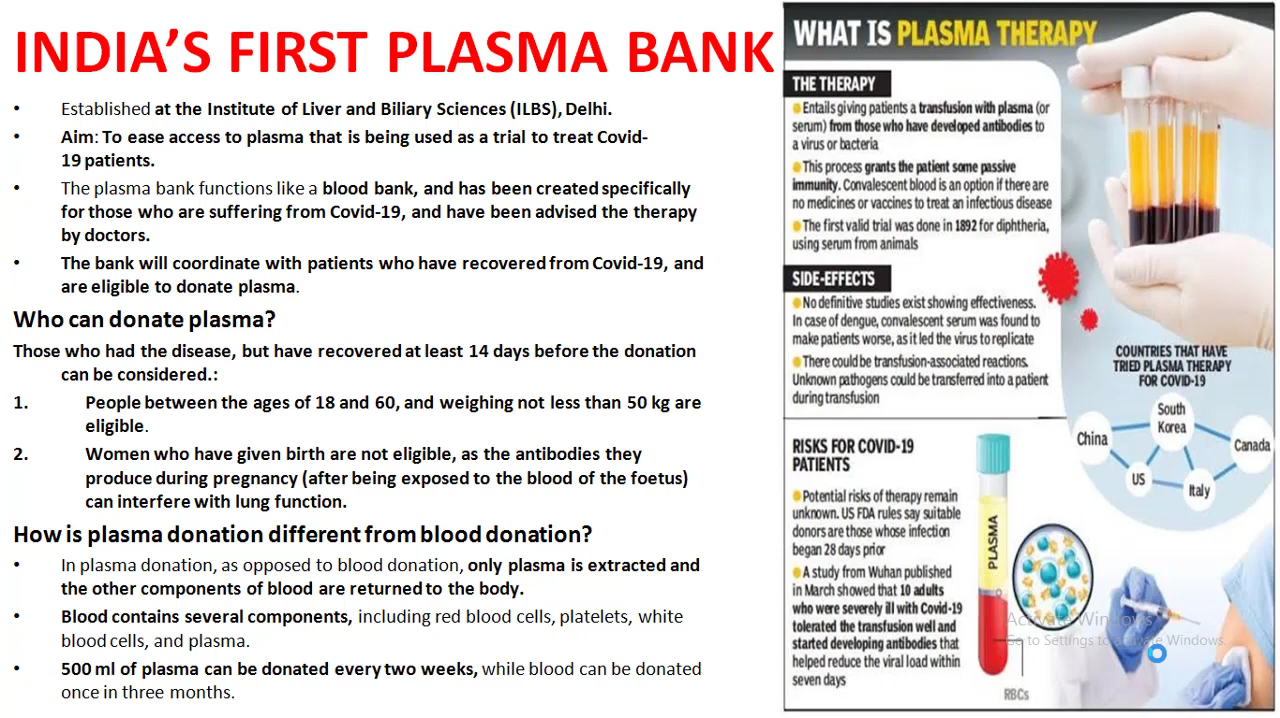 INDIA'S FIRST PLASMA BANK
• Established at the Institute of Liver and Biliary Sciences (ILBS), Delhi.
• Aim: To ease access to plasma that is being used as a trial to treat Covid-
19 patients.
• The plasma bank functions like a blood bank, and has been created specifically
for those who are suffering from Covid-19, and have been advised the therapy
by doctors.
• The bank will coordinate with patients who have recovered from Covid-19, and
are eligible to donate plasma.
Who can donate plasma?
Those who had the disease, but have recovered at least 14 days before the donation
can be considered.:
1. People between the ages of 18 and 60, and weighing not less than 50 kg are
eligible.
2. Women who have given birth are not eligible, as the antibodies they
produce during pregnancy (after being exposed to the blood of the foetus)
can interfere with lung function.
How is plasma donation different from blood donation?
• In plasma donation, as opposed to blood donation, only plasma is extracted and
the other components of blood are returned to the body.
• Blood contains several components, including red blood cells, platelets, white
blood cells, and plasma.
• 500 ml of plasma can be donated every two weeks, while blood can be donated
once in three months.
WHAT IS PLASMA THERAPY
THE THERAPY
Entails giving patients a transfusion with plasma (or
serum) from those who have developed antibodies to
a virus or bacteria
This process grants the patient some passive
immunity. Convalescent blood is an option if there are
no medicines or vaccines to treat an infectious disease
The first valid trial was done in 1892 for diphtheria,
using serum from animals
SIDE-EFFECTS
No definitive studies exist showing effectiveness.
In case of dengue, convalescent serum was found to
make patients worse, as it led the virus to replicate
There could be transfusion-associated reactions.
Unknown pathogens could be transferred into a patient
during transfusion
COUNTRIES THAT HAVE
TRIED PLASMA THERAPY
FOR COVID-19
China
South
Korea
Canada
US
Italy
RISKS FOR COVID-19
PATIENTS
Potential risks of therapy remain
unknown. US FDA rules say suitable
donors are those whose infection
began 28 days prior
A study from Wuhan published
in March showed that 10 adults
who were severely ill with Covid-19
tolerated the transfusion well and
started developing antibodies that
helped reduce the viral load within
seven days
PLASMA
RBCs
Activate Windows
Go to Settings to activate Windows.